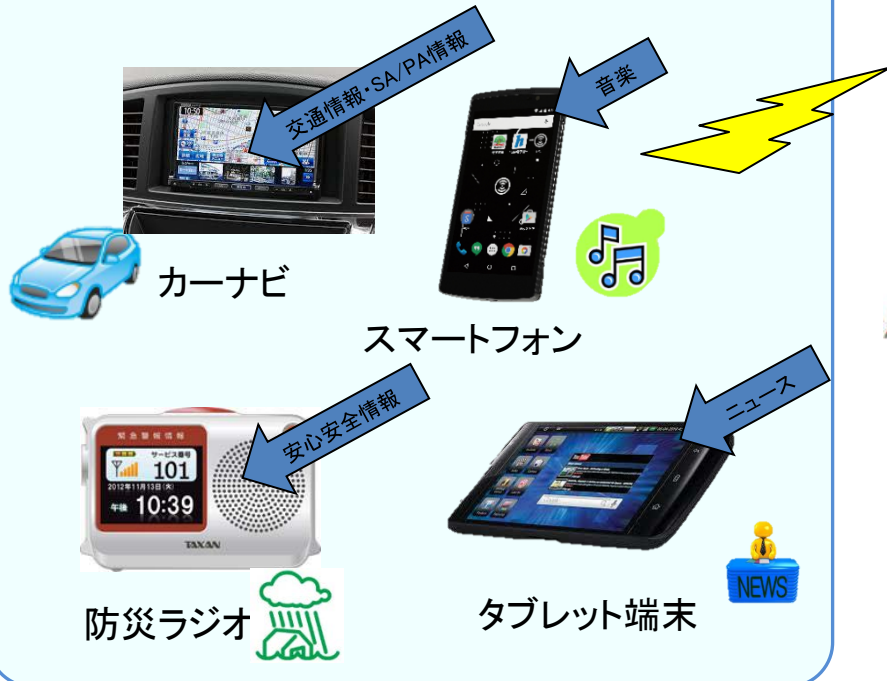 交通情報・SA/PA情報
音楽
10:50
カーナビ
スマートフォン
安心安全情報
ニュース
緊急警報情報
サービス番号
101
2012年11月13日(火)
午後 10:39
TAXAN
NEWS
防災ラジオ
タブレット端末